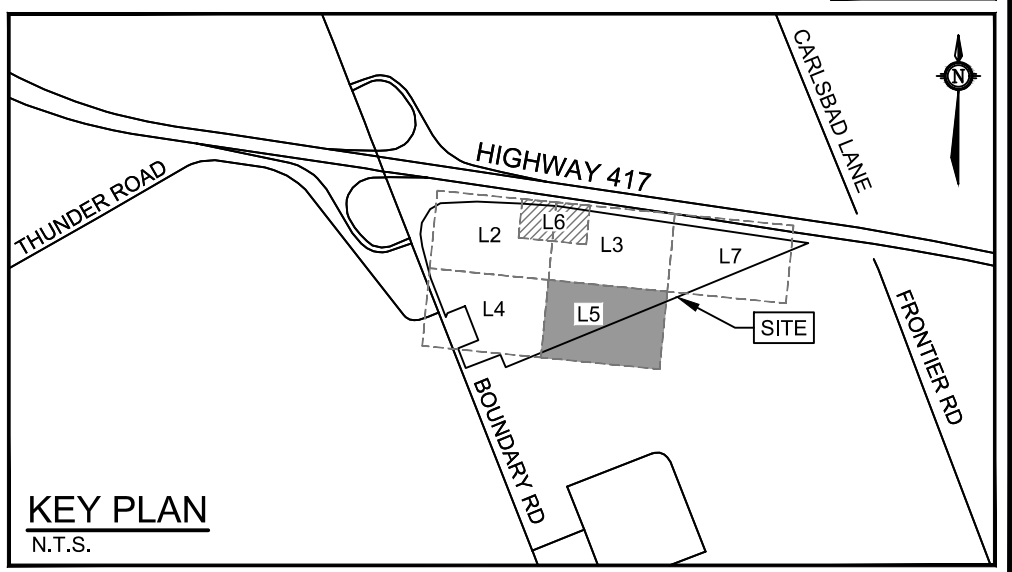 CARLSBAD LANE
N
HIGHWAY 417
THUNDER ROAD
L6
L2
L3
L7
L4
L5
SITE
FRONTIER RD
BOUNDARY RD
KEY PLAN
N.T.S.